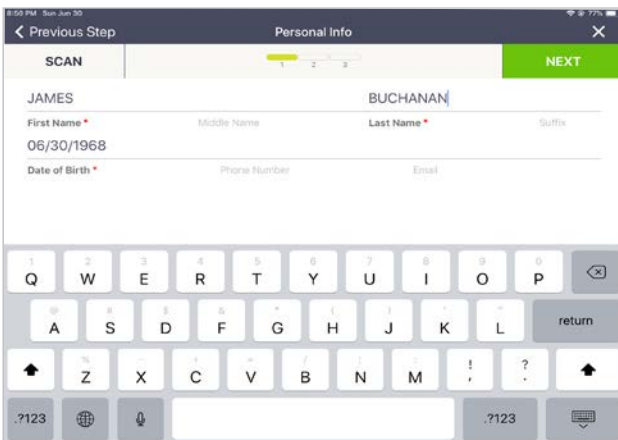 8:50 PM Sun Jun 30 77%
Previous Step Personal Info
SCAN 1 2 3 NEXT
JAMES BUCHANAN
First Name * Middle Name Last Name * Suffix
06/30/1968
Date of Birth * Phone Number Email
1 2 3 4 5 6 7 8 9 0
Q W E R T Y U I O P
@ # $ & * ( ) ' "
A S D F G H J K L return
% - + = / ; : ! ?
Z X C V B N M , .
.?123 .?123